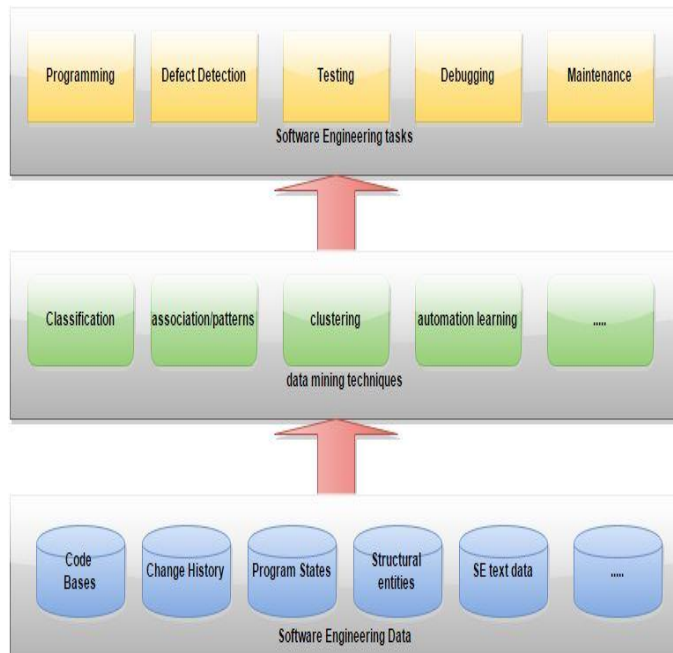 Programming
Defect Detection
Testing
Debugging
Maintenance
Software Engineering tasks
Classification
association/patterns
clustering
automation learning
.....
data mining techniques
Code
Bases
Change History
Program States
Structural
entities
SE text data
.....
Software Engineering Data